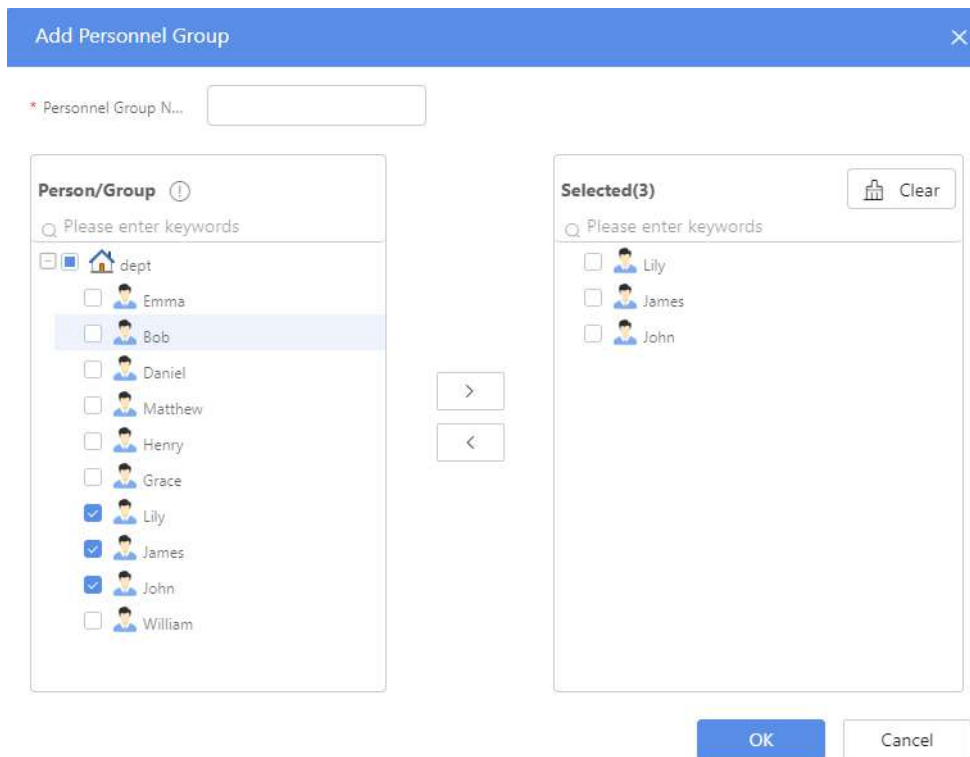 Add Personnel Group
* Personnel Group N...
Person/Group
Please enter keywords
dept
Emma
Bob
Daniel
Matthew
Henry
Grace
Lily
James
John
William
>
<
Selected(3)
Clear
Please enter keywords
Lily
James
John
OK
Cancel